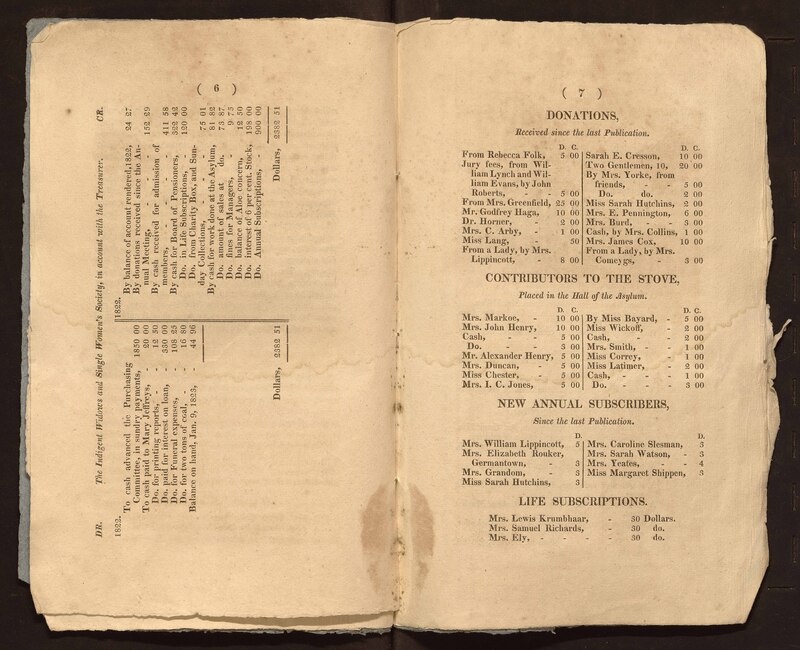 ( 6 )
DR. The Indigent Widows and Single Women's Society, in account with the Treasurer. CR.
1822.
To cash advanced the Purchasing
Committee, in sundry payments, 1850 00
To cash paid to Mary Jeffreys, - 20 00
Do. for printing reports, - - 12 50
Do. paid for interest on loan, - 330 00
Do. for Funeral expenses, - - 108 25
Do. for two tons of coal, - - 16 80
Balance on hand, Jan. 9, 1823, - 44 96
Dollars, 2382 51
1822.
By balance of account rendered, 1822, 24 27
By donations received since the An-
nual Meeting, - - - 152 29
By cash received for admission of
members, - - - - 411 58
By cash for Board of Pensioners, 322 42
Do. in Life Subscriptions, - - 120 00
Do. from Charity Box, and Sun-
day Collections, - - - 75 01
By cash for work done at the Asylum, 81 82
Do. amount of sales at do. 73 87
Do. fines for Managers, - - 9 75
Do. balance of Aloe concern, - 12 50
Do. interest of 6 per cent. Stock, 198 00
Do. Annual Subscriptions, - - 900 00
Dollars, 2382 51
( 7 )
DONATIONS,
Received since the last Publication.
D. C.
From Rebecca Folk, - 5 00
Jury fees, from Wil-
liam Lynch and Wil-
liam Evans, by John
Roberts, - - 5 00
From Mrs. Greenfield, 25 00
Mr. Godfrey Haga, 10 00
Dr. Horner, - 2 00
Mrs. C. Arby, - 1 00
Miss Lang, - 50
From a Lady, by Mrs.
Lippincott, - 8 00
D. C.
Sarah E. Cresson, 10 00
Two Gentlemen, 10, 20 00
By Mrs. Yorke, from
friends, - - 5 00
Do. do. 2 00
Miss Sarah Hutchins, 2 00
Mrs. E. Pennington, 6 00
Mrs. Burd, - - 3 00
Cash, by Mrs. Collins, 1 00
Mrs. James Cox, 10 00
From a Lady, by Mrs.
Comeygs, - - 3 00
CONTRIBUTORS TO THE STOVE,
Placed in the Hall of the Asylum.
D. C.
Mrs. Markoe, - 10 00
Mrs. John Henry, - 10 00
Cash, - - 5 00
Do. - - 3 00
Mr. Alexander Henry, 5 00
Mrs. Duncan, - 5 00
Miss Chester, - 5 00
Mrs. I. C. Jones, - 5 00
D. C.
By Miss Bayard, - 5 00
Miss Wickoff, - 2 00
Cash, - - 2 00
Mrs. Smith, - - 1 00
Miss Correy, - 1 00
Miss Latimer, - 2 00
Cash, - - - 1 00
Do. - - - 3 00
NEW ANNUAL SUBSCRIBERS,
Since the last Publication.
D.
Mrs. William Lippincott, 5
Mrs. Elizabeth Rouker,
Germantown, - 3
Mrs. Grandom, - 3
Miss Sarah Hutchins, 3
D.
Mrs. Caroline Slesman, 3
Mrs. Sarah Watson, - 3
Mrs. Yeates, - - 4
Miss Margaret Shippen, 3
LIFE SUBSCRIPTIONS.
Mrs. Lewis Krumbhaar, - 30 Dollars.
Mrs. Samuel Richards, - 30 do.
Mrs. Ely, - - - - 30 do.